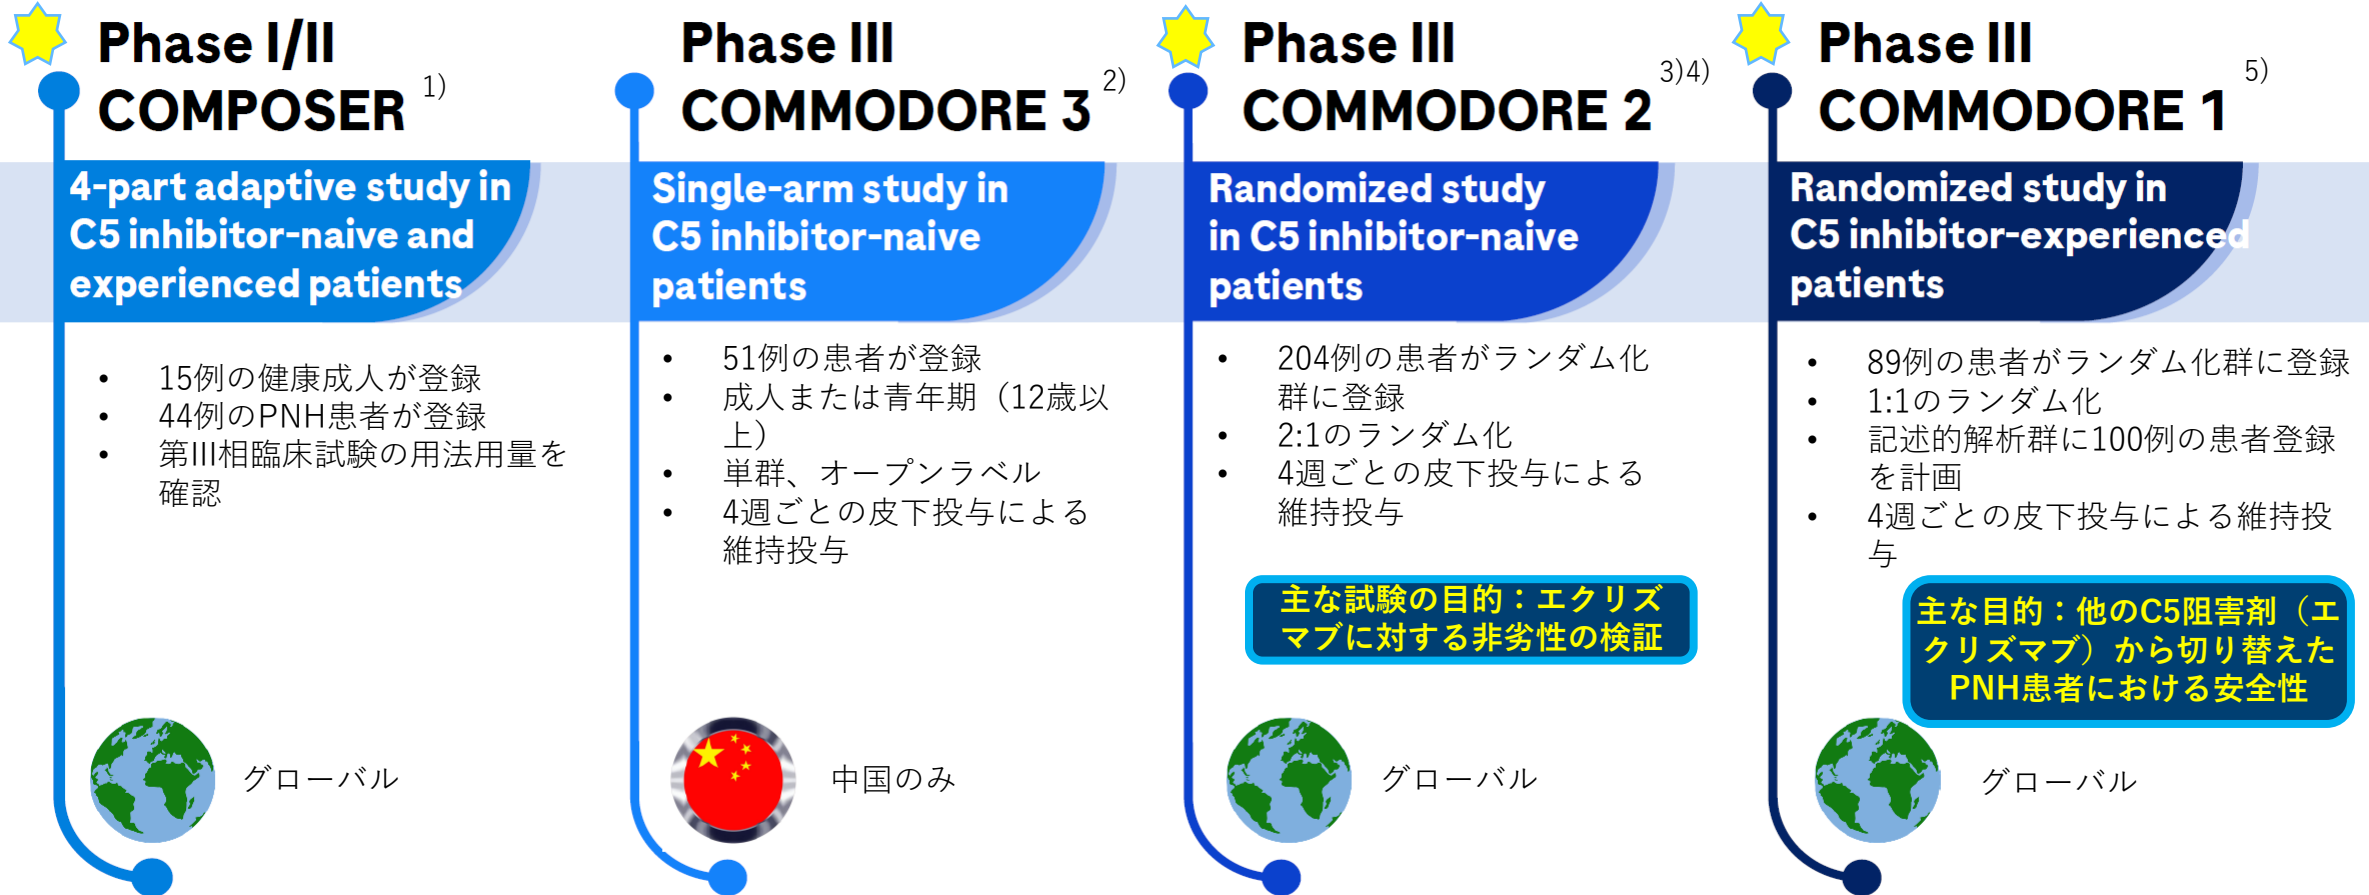 Phase I/II
COMPOSER 1)
4-part adaptive study in
C5 inhibitor-naive and
experienced patients
• 15例の健康成人が登録
• 44例のPNH患者が登録
• 第III相臨床試験の用法用量を
確認
グローバル
Phase III
COMMODORE 3 2)
Single-arm study in
C5 inhibitor-naive
patients
• 51例の患者が登録
• 成人または青年期（12歳以
上）
• 単群、オープンラベル
• 4週ごとの皮下投与による
維持投与
中国のみ
Phase III
COMMODORE 2 3)4)
Randomized study
in C5 inhibitor-naive
patients
• 204例の患者がランダム化
群に登録
• 2:1のランダム化
• 4週ごとの皮下投与による
維持投与
主な試験の目的：エクリズ
マブに対する非劣性の検証
グローバル
Phase III
COMMODORE 1 5)
Randomized study in
C5 inhibitor-experienced
patients
• 89例の患者がランダム化群に登録
• 1:1のランダム化
• 記述的解析群に100例の患者登録
を計画
• 4週ごとの皮下投与による維持投
与
主な目的：他のC5阻害剤（エ
クリズマブ）から切り替えた
PNH患者における安全性
グローバル